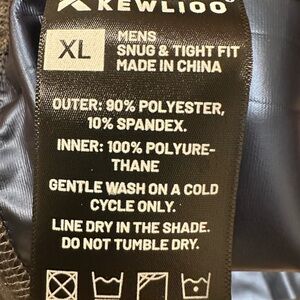 KEWLIOO®
XL
MENS
SNUG & TIGHT FIT
MADE IN CHINA
OUTER: 90% POLYESTER,
10% SPANDEX.
INNER: 100% POLYURE-
THANE
GENTLE WASH ON A COLD
CYCLE ONLY.
LINE DRY IN THE SHADE.
DO NOT TUMBLE DRY.